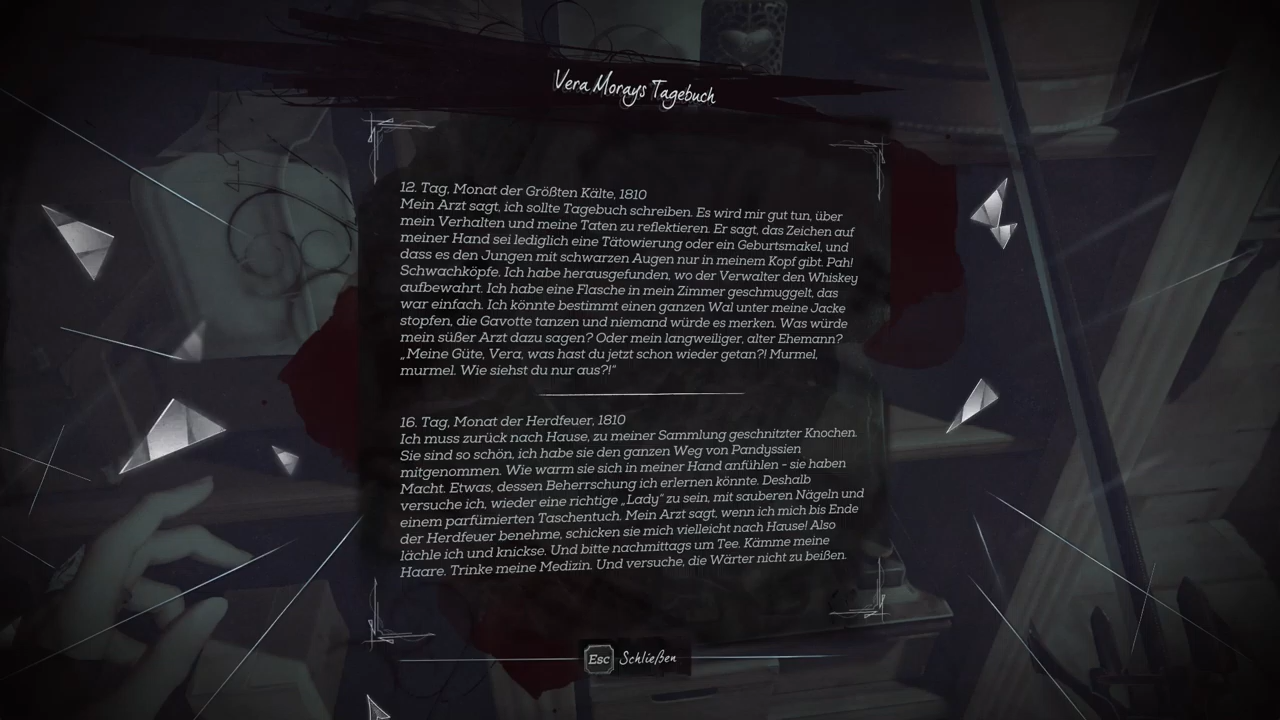 Vera Morays Tagebuch
12. Tag, Monat der Größten Kälte, 1810
Mein Arzt sagt, ich sollte Tagebuch schreiben. Es wird mir gut tun, über
mein Verhalten und meine Taten zu reflektieren. Er sagt, das Zeichen auf
meiner Hand sei lediglich eine Tätowierung oder ein Geburtsmakel, und
dass es den Jungen mit schwarzen Augen nur in meinem Kopf gibt. Pah!
Schwachköpfe. Ich habe herausgefunden, wo der Verwalter den Whiskey
aufbewahrt. Ich habe eine Flasche in mein Zimmer geschmuggelt, das
war einfach. Ich könnte bestimmt einen ganzen Wal unter meine Jacke
stopfen, die Gavotte tanzen und niemand würde es merken. Was würde
mein süßer Arzt dazu sagen? Oder mein langweiliger, alter Ehemann?
„Meine Güte, Vera, was hast du jetzt schon wieder getan?! Murmel,
murmel. Wie siehst du nur aus?!“
16. Tag, Monat der Herdfeuer, 1810
Ich muss zurück nach Hause, zu meiner Sammlung geschnitzter Knochen.
Sie sind so schön, ich habe sie den ganzen Weg von Pandyssien
mitgenommen. Wie warm sie sich in meiner Hand anfühlen - sie haben
Macht. Etwas, dessen Beherrschung ich erlernen könnte. Deshalb
versuche ich, wieder eine richtige „Lady“ zu sein, mit sauberen Nägeln und
einem parfümierten Taschentuch. Mein Arzt sagt, wenn ich mich bis Ende
der Herdfeuer benehme, schicken sie mich vielleicht nach Hause! Also
lächle ich und knickse. Und bitte nachmittags um Tee. Kämme meine
Haare. Trinke meine Medizin. Und versuche, die Wärter nicht zu beißen.
Esc Schließen